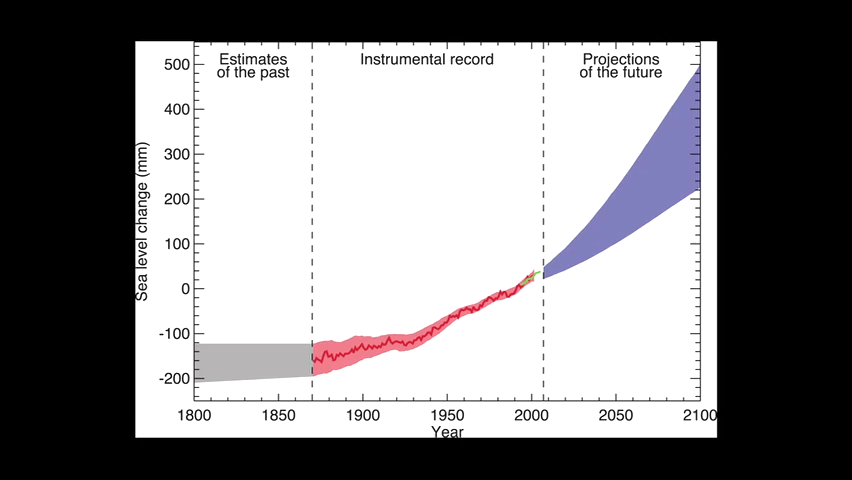 Estimates
of the past
Instrumental record
Projections
of the future
500
400
300
200
100
0
-100
-200
Sea level change (mm)
1800 1850 1900 1950 2000 2050 2100
Year